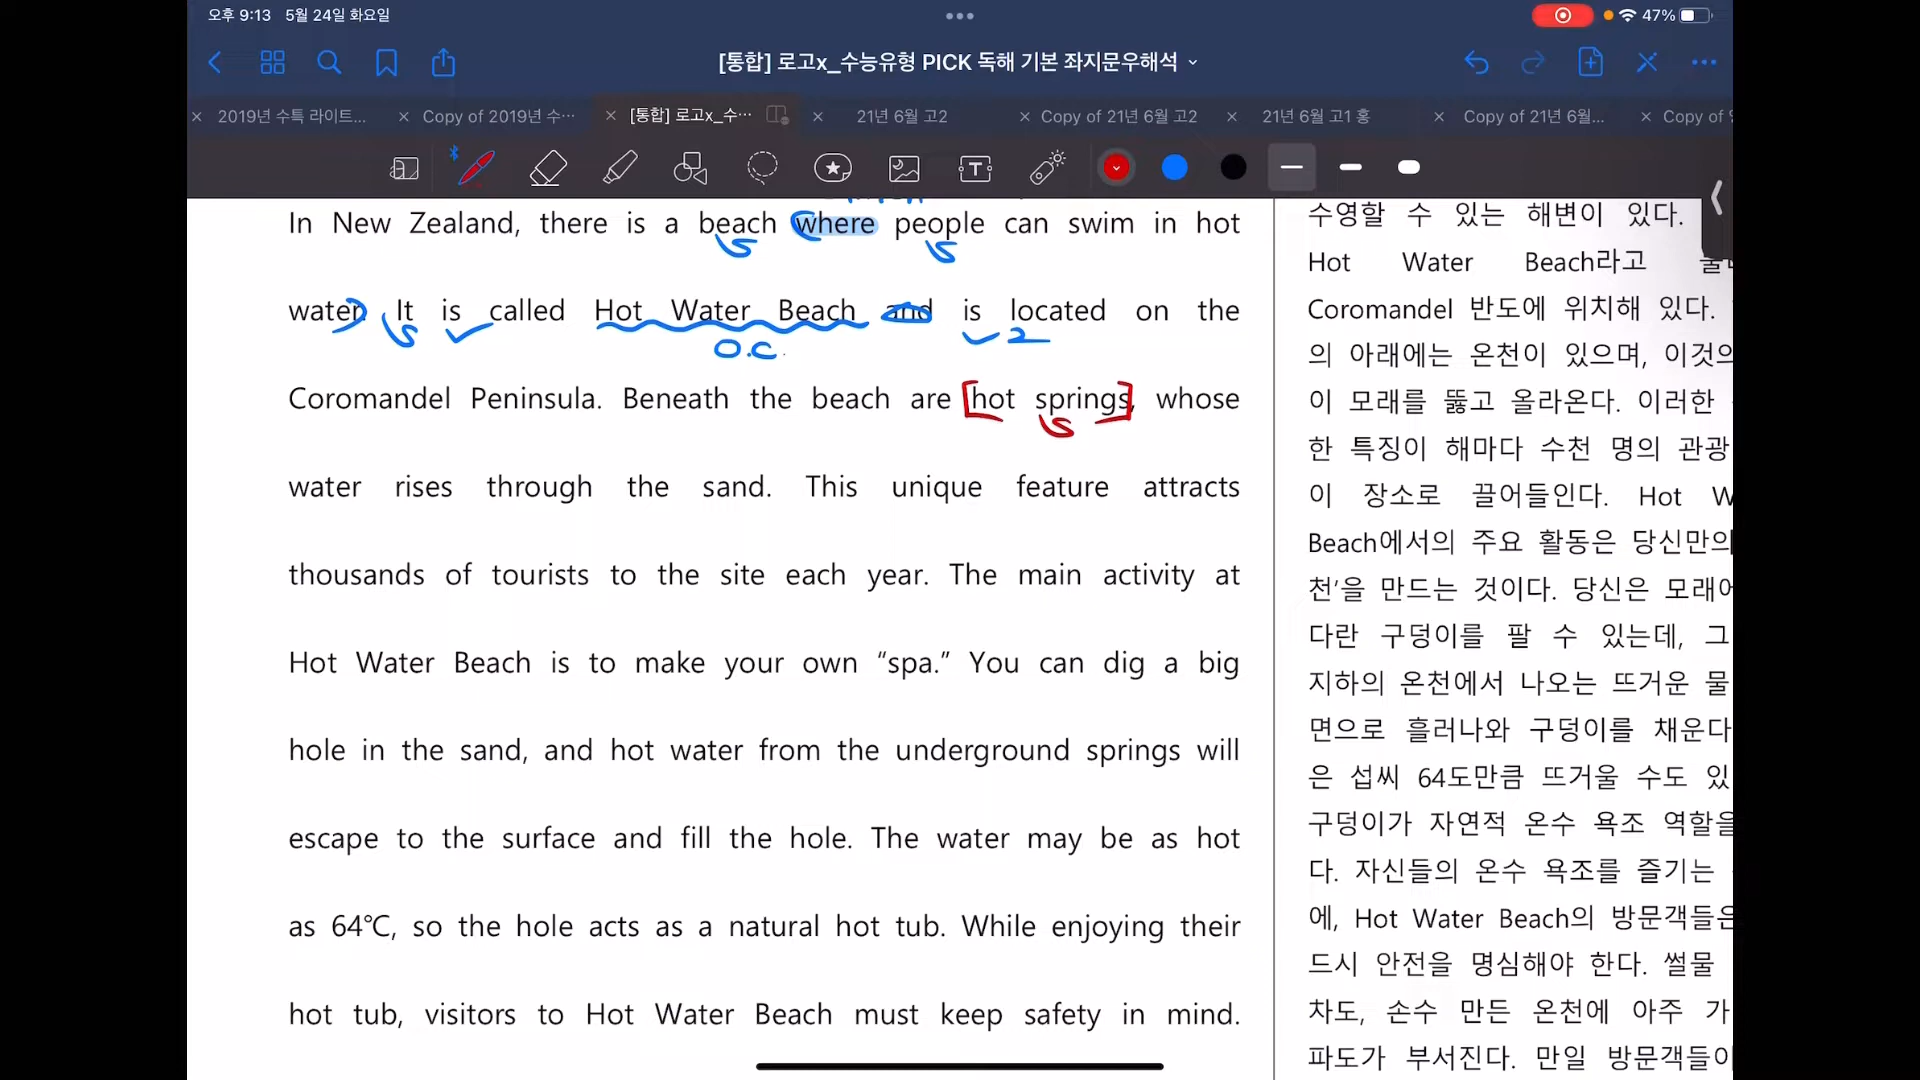 오후 9:13 5월 24일 화요일
47%
[통합] 로고x_수능유형 PICK 독해 기본 좌지문우해석
2019년 수특 라이트...
Copy of 2019년 수...
[통합] 로고x_수...
21년 6월 고2
Copy of 21년 6월 고2
21년 6월 고1 홍
Copy of 21년 6월...
Copy of
In New Zealand, there is a beach where people can swim in hot
water. It is called Hot Water Beach and is located on the
2
O.C
Coromandel Peninsula. Beneath the beach are [hot springs], whose
water rises through the sand. This unique feature attracts
thousands of tourists to the site each year. The main activity at
Hot Water Beach is to make your own “spa.” You can dig a big
hole in the sand, and hot water from the underground springs will
escape to the surface and fill the hole. The water may be as hot
as 64℃, so the hole acts as a natural hot tub. While enjoying their
hot tub, visitors to Hot Water Beach must keep safety in mind.
수영할 수 있는 해변이 있다.
Hot Water Beach라고
Coromandel 반도에 위치해 있다.
의 아래에는 온천이 있으며, 이것의
이 모래를 뚫고 올라온다. 이러한
한 특징이 해마다 수천 명의 관광
이 장소로 끌어들인다. Hot W
Beach에서의 주요 활동은 당신만의
천’을 만드는 것이다. 당신은 모래에
다란 구덩이를 팔 수 있는데, 그
지하의 온천에서 나오는 뜨거운 물
면으로 흘러나와 구덩이를 채운다
은 섭씨 64도만큼 뜨거울 수도 있
구덩이가 자연적 온수 욕조 역할을
다. 자신들의 온수 욕조를 즐기는
에, Hot Water Beach의 방문객들은
드시 안전을 명심해야 한다. 썰물
차도, 손수 만든 온천에 아주 가
파도가 부서진다. 만일 방문객들이